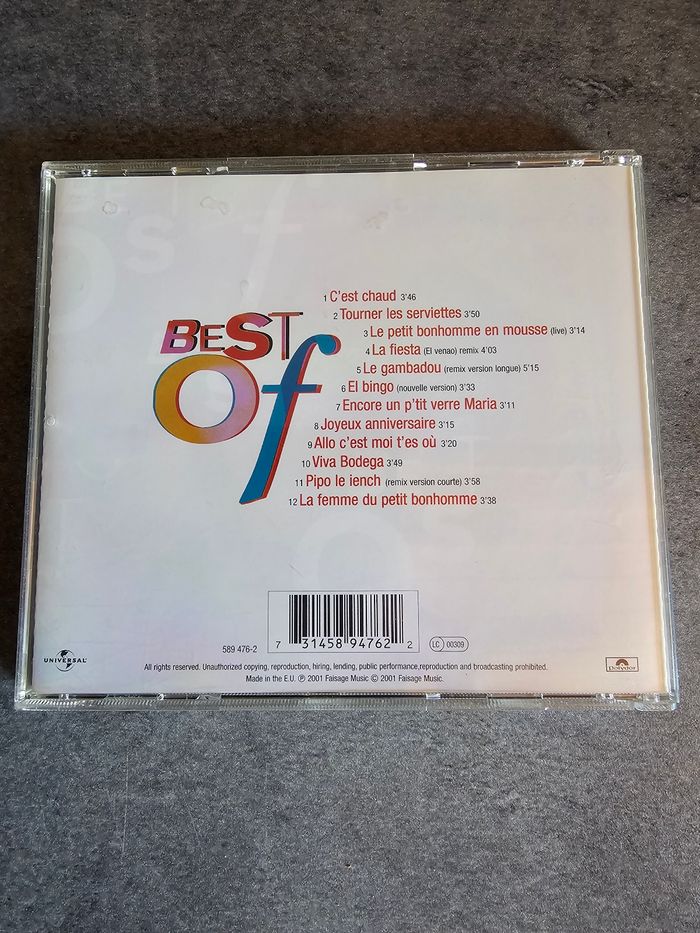 BeST
Of
1 C'est chaud 3'46
2 Tourner les serviettes 3'50
3 Le petit bonhomme en mousse (live) 3'14
4 La fiesta (El venao) remix 4'03
5 Le gambadou (remix version longue) 5'15
6 El bingo (nouvelle version) 3'33
7 Encore un p'tit verre Maria 3'11
8 Joyeux anniversaire 3'15
9 Allo c'est moi t'es où 3'20
10 Viva Bodega 3'49
11 Pipo le iench (remix version courte) 3'58
12 La femme du petit bonhomme 3'38
589 476-2
7 31458 94762 2
LC 00309
UNIVERSAL
Polydor
All rights reserved. Unauthorized copying, reproduction, hiring, lending, public performance,reproduction and broadcasting prohibited.
Made in the E.U. ℗ 2001 Faisage Music © 2001 Faisage Music.